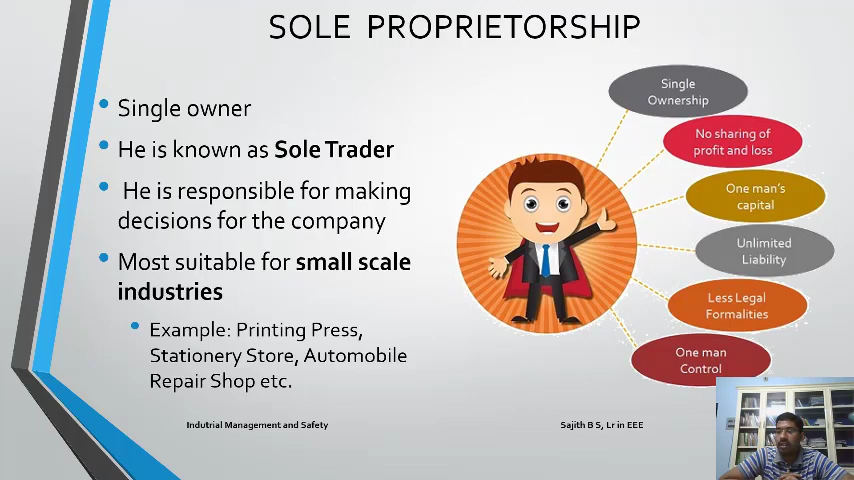 SOLE PROPRIETORSHIP
Single owner
He is known as Sole Trader
He is responsible for making
decisions for the company
Most suitable for small scale
industries
Example: Printing Press,
Stationery Store, Automobile
Repair Shop etc.
Single
Ownership
No sharing of
profit and loss
One man's
capital
Unlimited
Liability
Less Legal
Formalities
One man
Control
Indutrial Management and Safety
Sajith B S, Lr in EEE